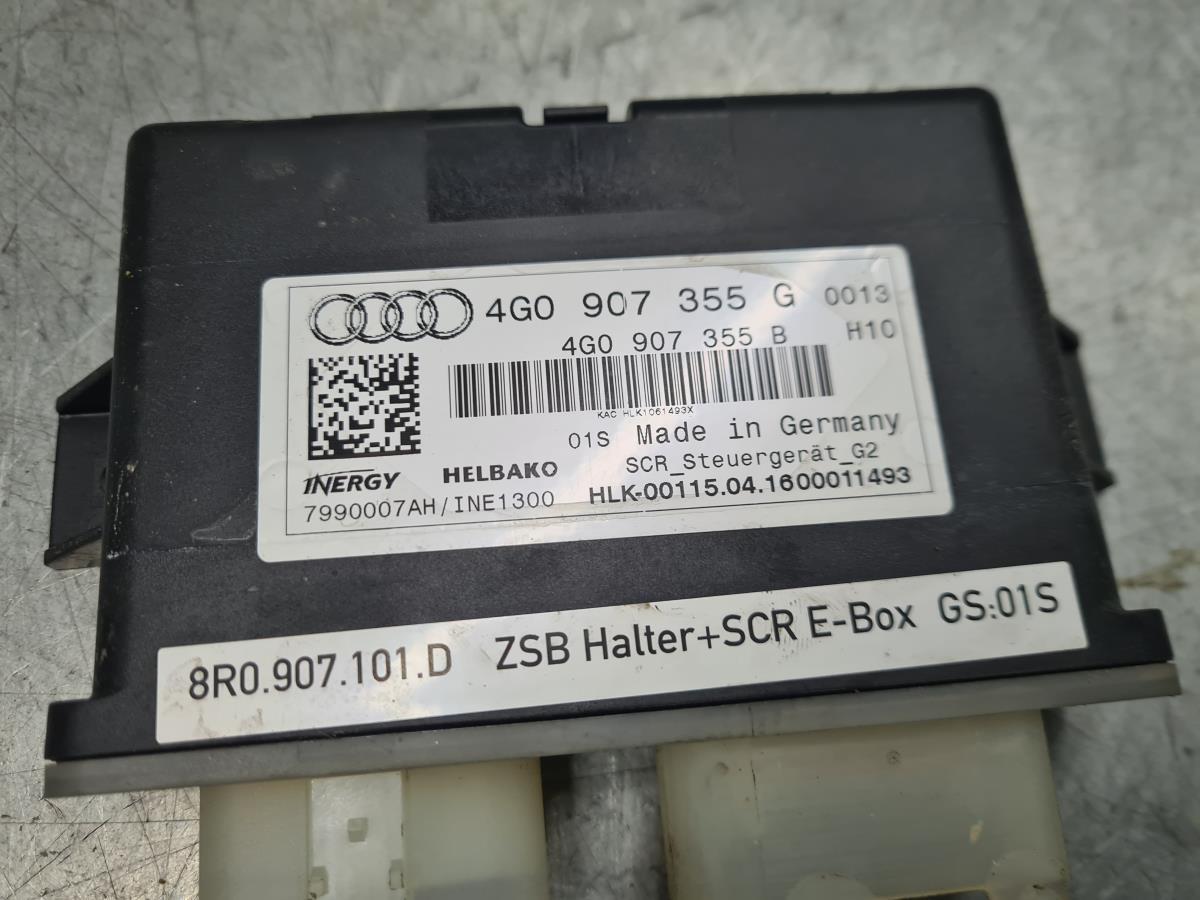 4G0 907 355 G 0013
4G0 907 355 B H10
KAC HLK1061493X
01S Made in Germany
SCR_Steuergerät_G2
INERGY HELBAKO
7990007AH/INE1300 HLK-00115.04.1600011493
8R0.907.101.D ZSB Halter+SCR E-Box GS:01S